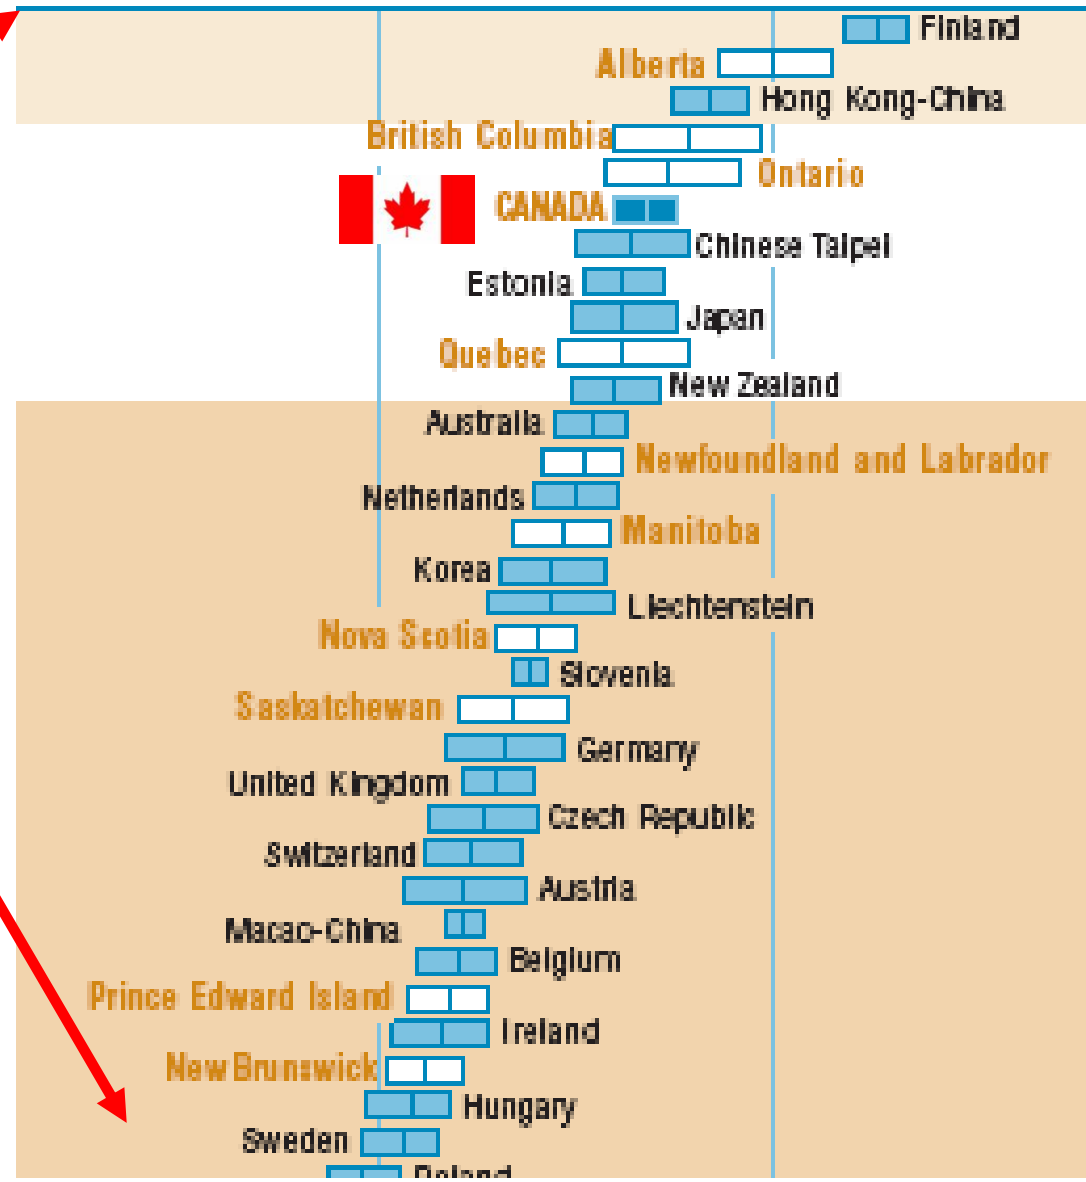 Finland
Alberta
Hong Kong-China
British Columbia
Ontario
CANADA
Chinese Taipei
Estonia
Japan
Quebec
New Zealand
Australia
Newfoundland and Labrador
Netherlands
Manitoba
Korea
Liechtenstein
Nova Scotia
Slovenia
Saskatchewan
Germany
United Kingdom
Czech Republic
Switzerland
Austria
Macao-China
Belgium
Prince Edward Island
Ireland
New Brunswick
Hungary
Sweden
Poland